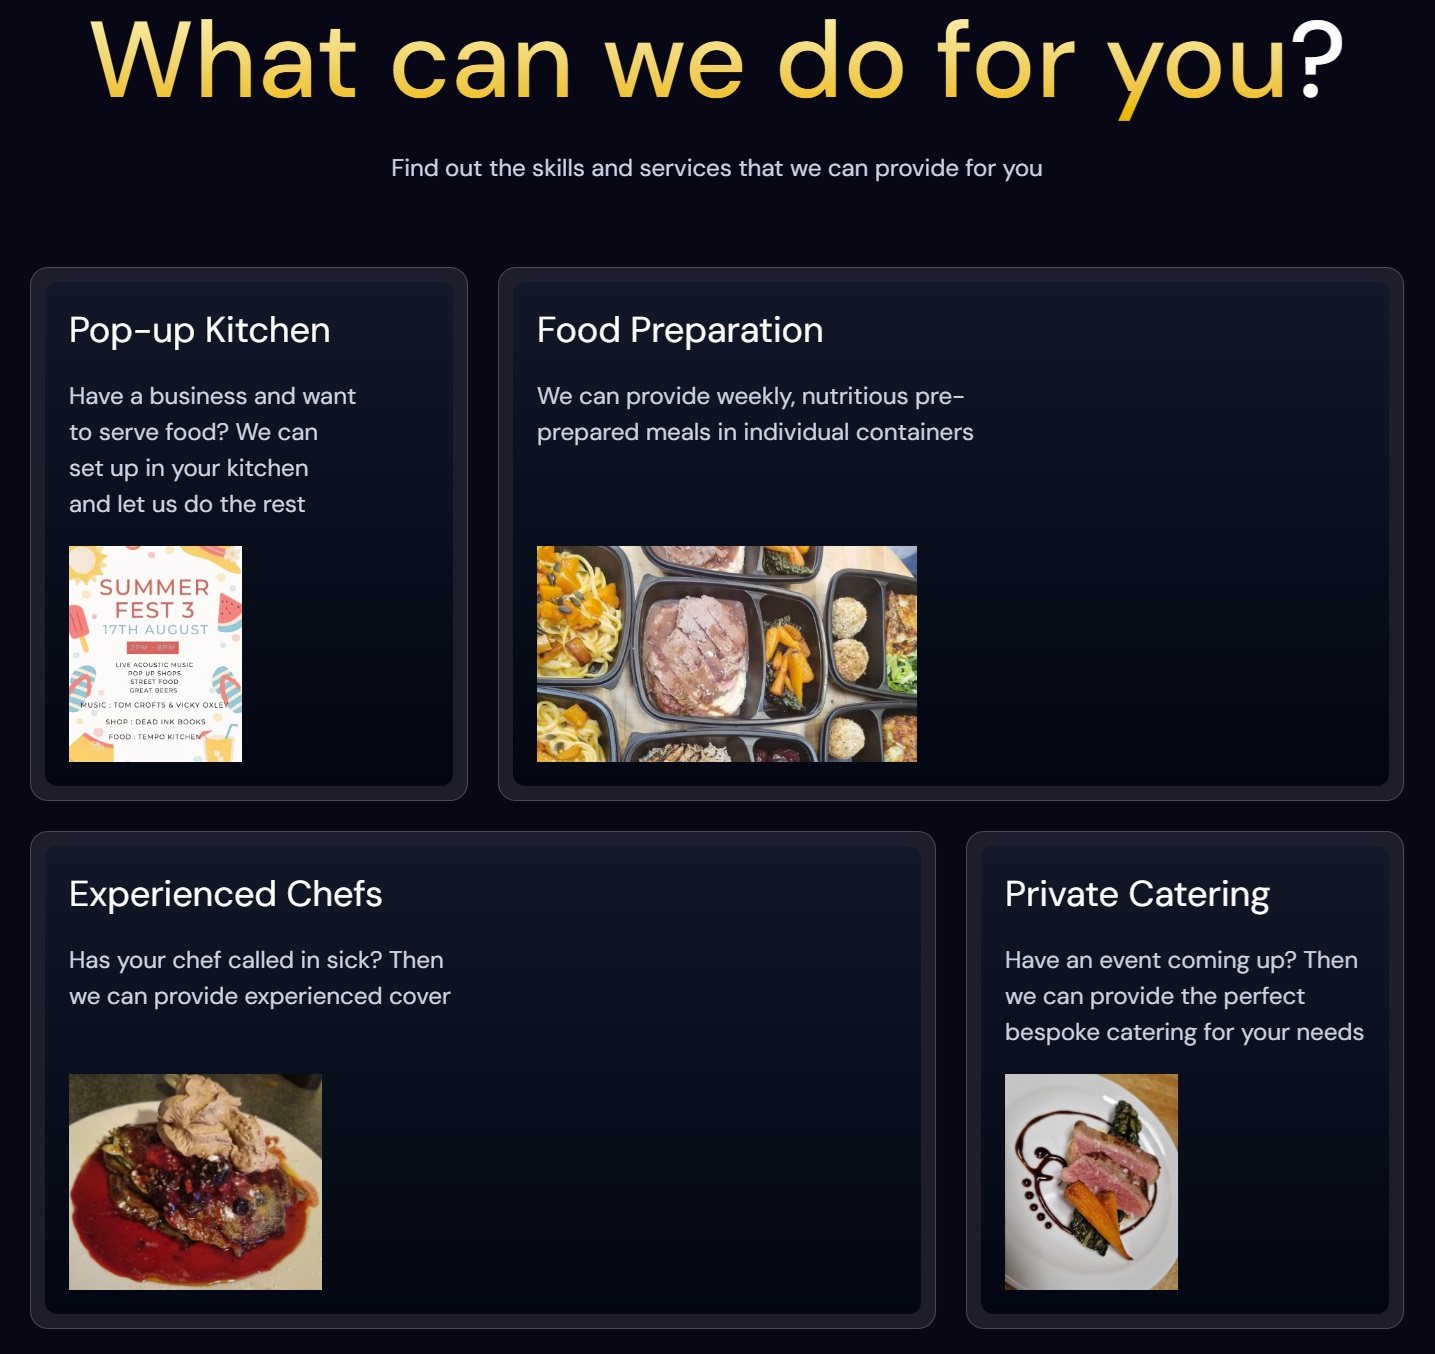 What can we do for you?
Find out the skills and services that we can provide for you
Pop-up Kitchen
Have a business and want
to serve food? We can
set up in your kitchen
and let us do the rest
SUMMER
FEST 3
17TH AUGUST
2PM - 8PM
LIVE ACOUSTIC MUSIC
POP UP SHOPS
STREET FOOD
GREAT BEERS
MUSIC : TOM CROFTS & VICKY OXLEY
SHOP : DEAD INK BOOKS
FOOD : TEMPO KITCHEN
Food Preparation
We can provide weekly, nutritious pre-
prepared meals in individual containers
Experienced Chefs
Has your chef called in sick? Then
we can provide experienced cover
Private Catering
Have an event coming up? Then
we can provide the perfect
bespoke catering for your needs